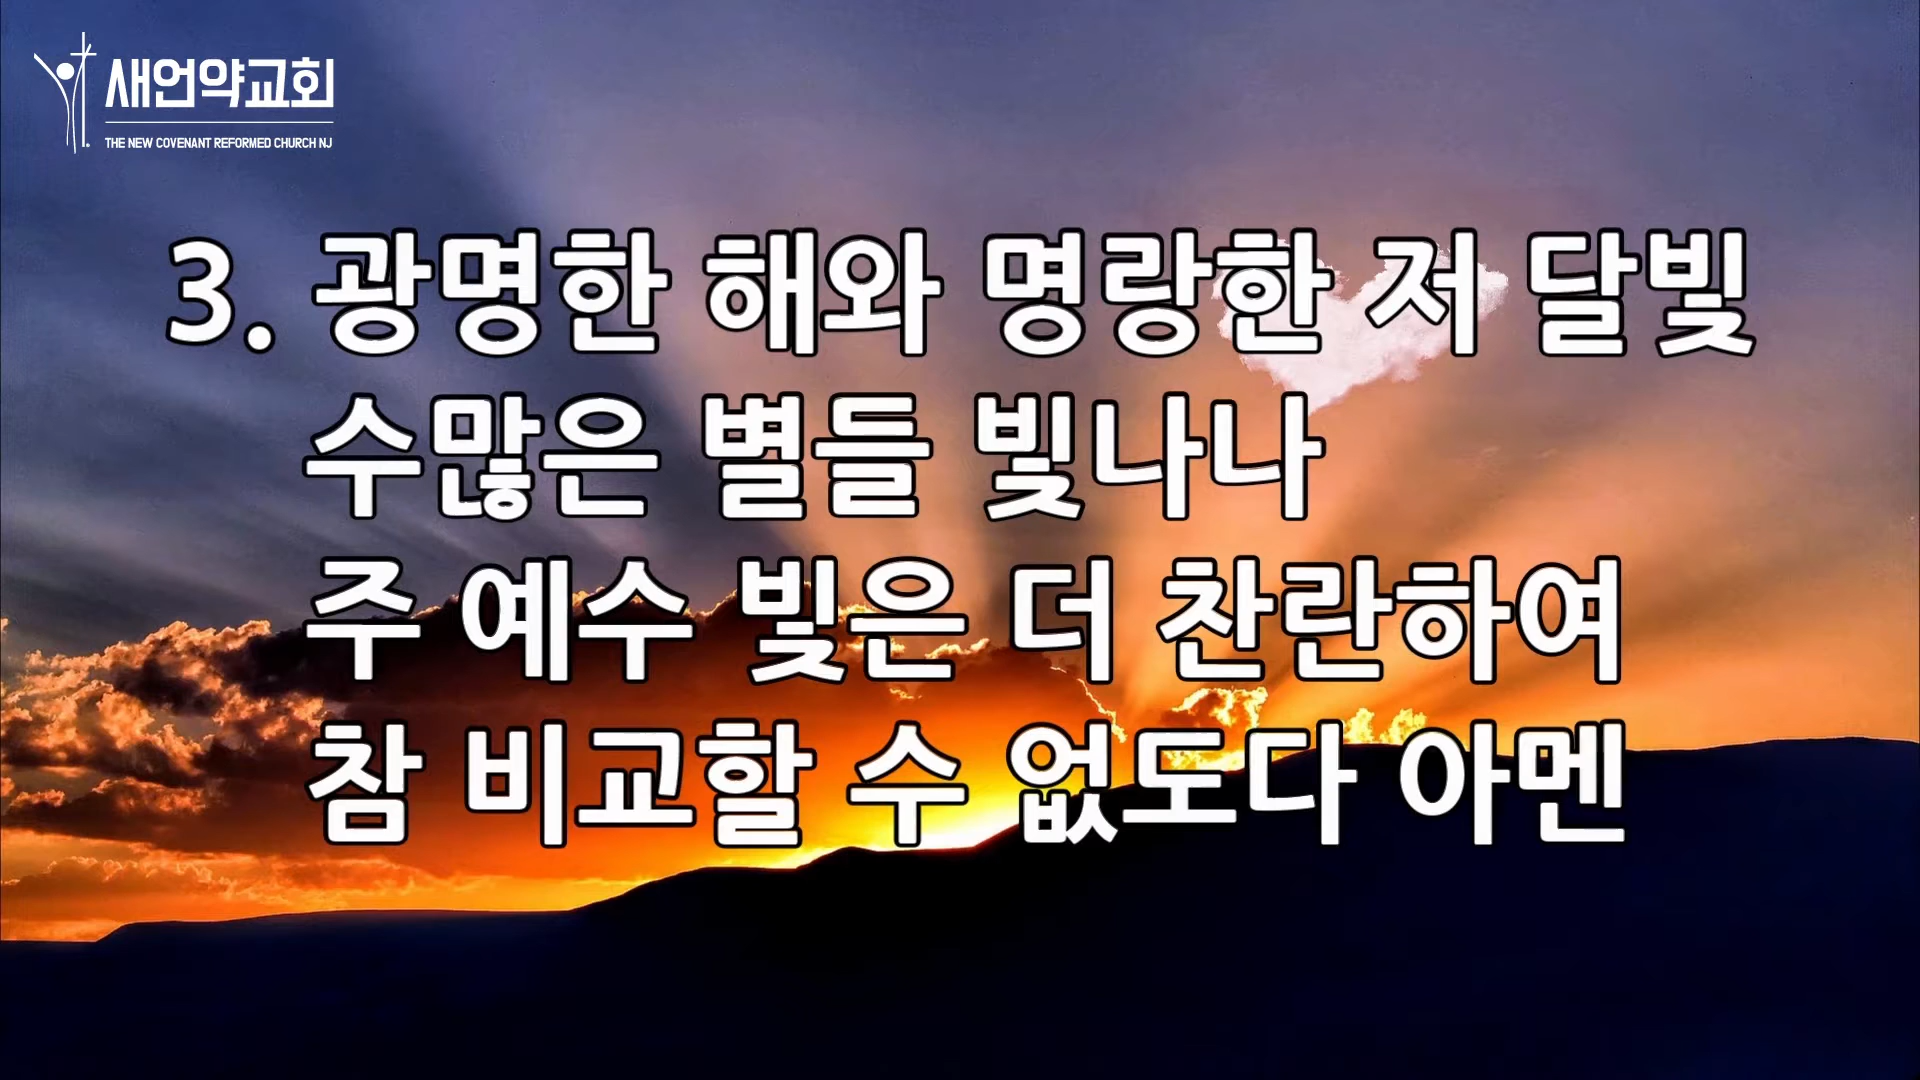 새언약교회
THE NEW COVENANT REFORMED CHURCH NJ
3. 광명한 해와 명랑한 저 달빛
수많은 별들 빛나나
주 예수 빛은 더 찬란하여
참 비교할 수 없도다 아멘